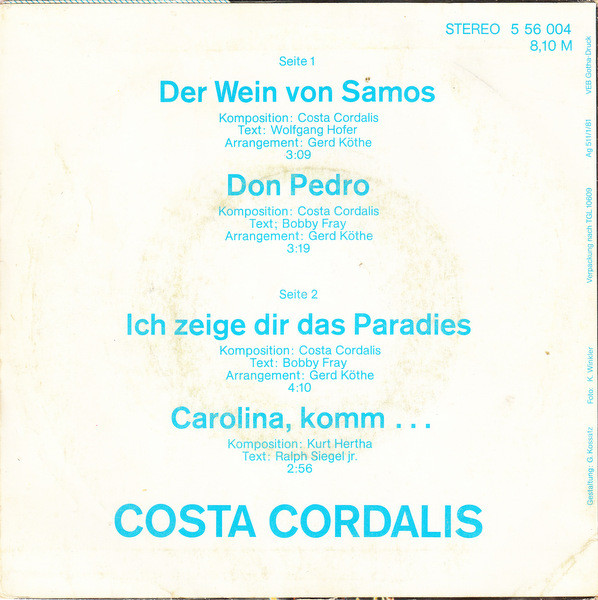 STEREO 5 56 004
8,10 M
Seite 1
Der Wein von Samos
Komposition: Costa Cordalis
Text: Wolfgang Hofer
Arrangement: Gerd Köthe
3:09
Don Pedro
Komposition: Costa Cordalis
Text: Bobby Fray
Arrangement: Gerd Köthe
3:19
Seite 2
Ich zeige dir das Paradies
Komposition: Costa Cordalis
Text: Bobby Fray
Arrangement: Gerd Köthe
4:10
Carolina, komm ...
Komposition: Kurt Hertha
Text: Ralph Siegel jr.
2:56
COSTA CORDALIS
Gestaltung: G. Kossatz Foto: K. Winkler Verpackung nach TGL 10609 Ag 511/1/81 VEB Gotha-Druck